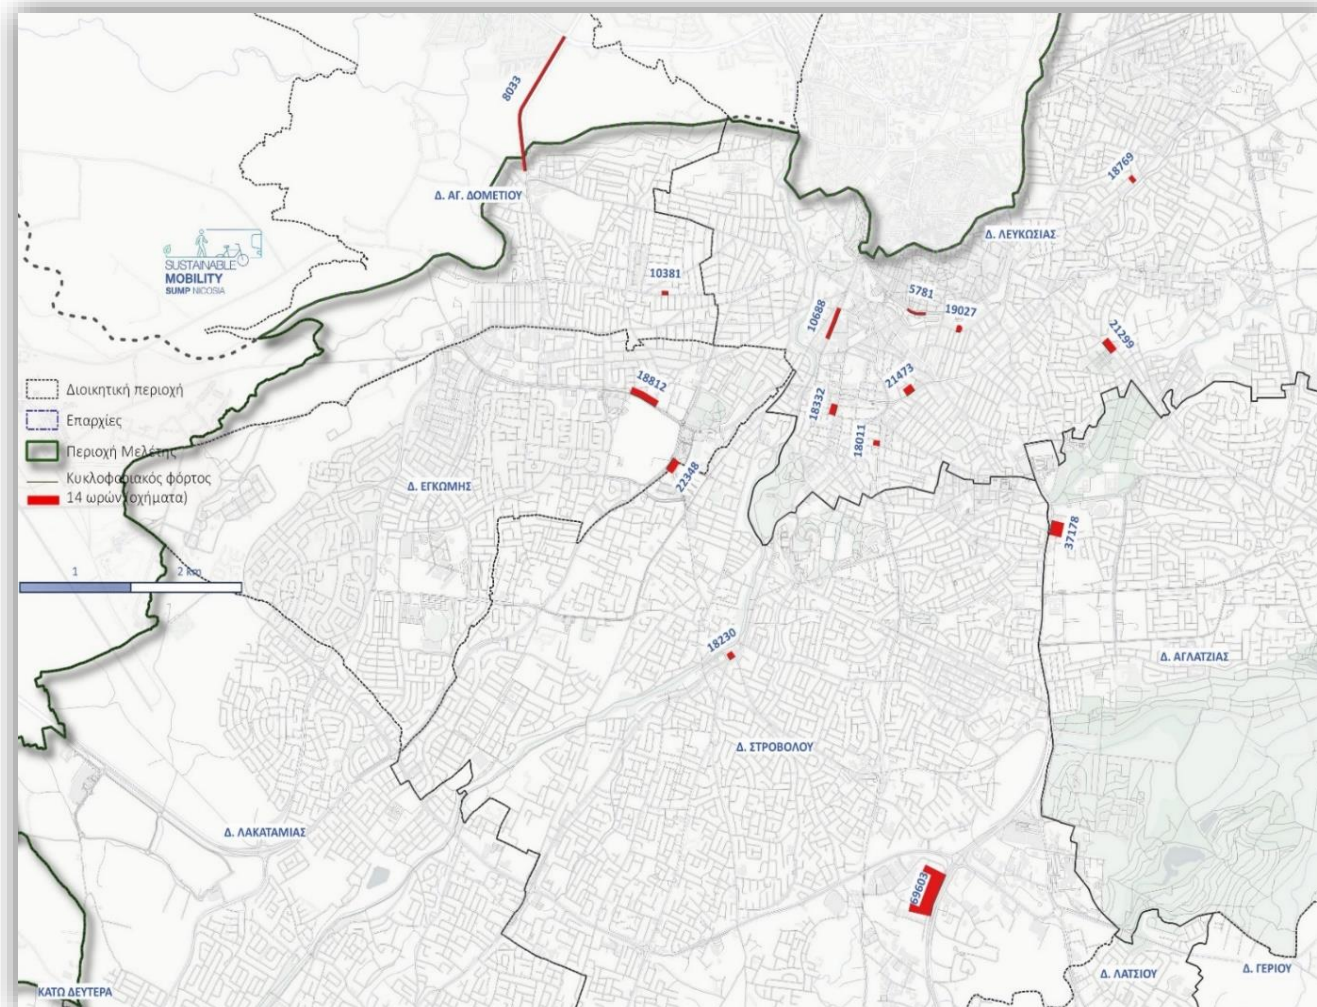 8033
18769
Δ. ΑΓ. ΔΟΜΕΤΙΟΥ
Δ. ΛΕΥΚΩΣΙΑΣ
SUSTAINABLE
MOBILITY
SUMP NICOSIA
10381
5781
10688
19027
21299
18812
21473
Διοικητική περιοχή
18332
Επαρχίες
18011
Περιοχή Μελέτης
Κυκλοφοριακός φόρτος
14 ωρών (οχήματα)
22348
Δ. ΕΓΚΩΜΗΣ
37178
1
2 km
18230
Δ. ΑΓΛΑΤΖΙΑΣ
Δ. ΣΤΡΟΒΟΛΟΥ
Δ. ΛΑΚΑΤΑΜΙΑΣ
69603
Δ. ΛΑΤΣΙΟΥ
Δ. ΓΕΡΙΟΥ
ΚΑΤΩ ΔΕΥΤΕΡΑ